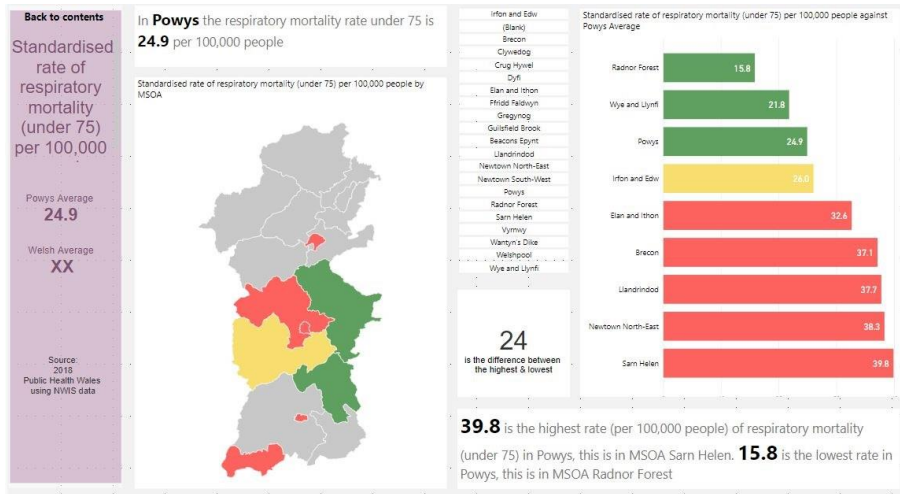 Back to contents
Standardised
rate of
respiratory
mortality
(under 75)
per 100,000
Powys Average
24.9
Welsh Average
XX
Source:
2018
Public Health Wales
using NWIS data
In Powys the respiratory mortality rate under 75 is
24.9 per 100,000 people
Standardised rate of respiratory mortality (under 75) per 100,000 people by
MSOA
Irfon and Edw
(Blank)
Brecon
Clywedog
Crug Hywel
Dyfi
Elan and Ithon
Ffridd Faldwyn
Gregynog
Guilsfield Brook
Beacons Epynt
Llandrindod
Newtown North-East
Newtown South-West
Powys
Radnor Forest
Sarn Helen
Vyrnwy
Wantyn's Dike
Welshpool
Wye and Llynfi
24
is the difference between
the highest & lowest
Standardised rate of respiratory mortality (under 75) per 100,000 people against
Powys Average
Radnor Forest 15.8
Wye and Llynfi 21.8
Powys 24.9
Irfon and Edw 26.0
Elan and Ithon 32.6
Brecon 37.1
Llandrindod 37.7
Newtown North-East 38.3
Sarn Helen 39.8
39.8 is the highest rate (per 100,000 people) of respiratory mortality
(under 75) in Powys, this is in MSOA Sarn Helen. 15.8 is the lowest rate in
Powys, this is in MSOA Radnor Forest